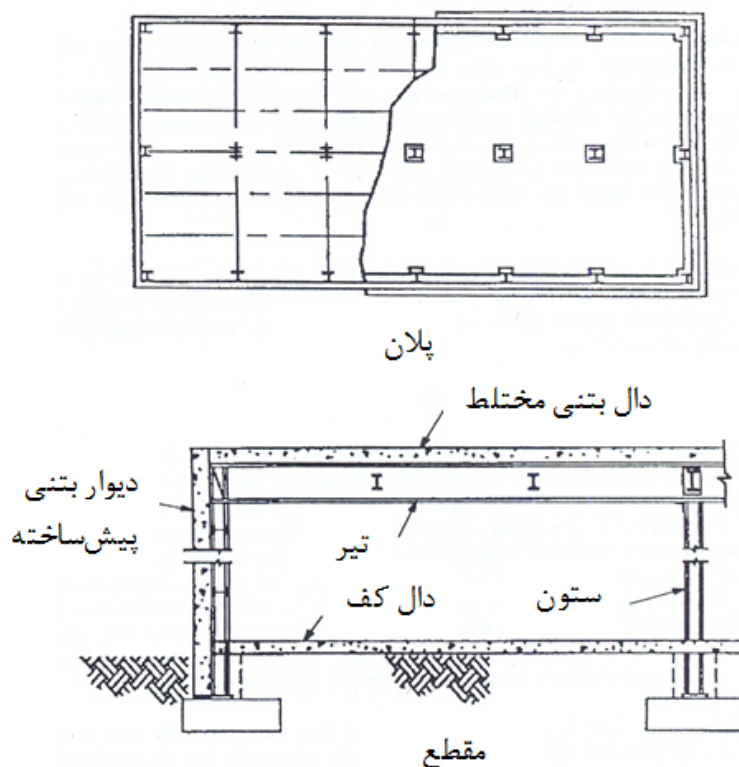 پلان
دال بتنی مختلط
دیوار بتنی
پیش‌ساخته
تیر
دال کف
ستون
مقطع